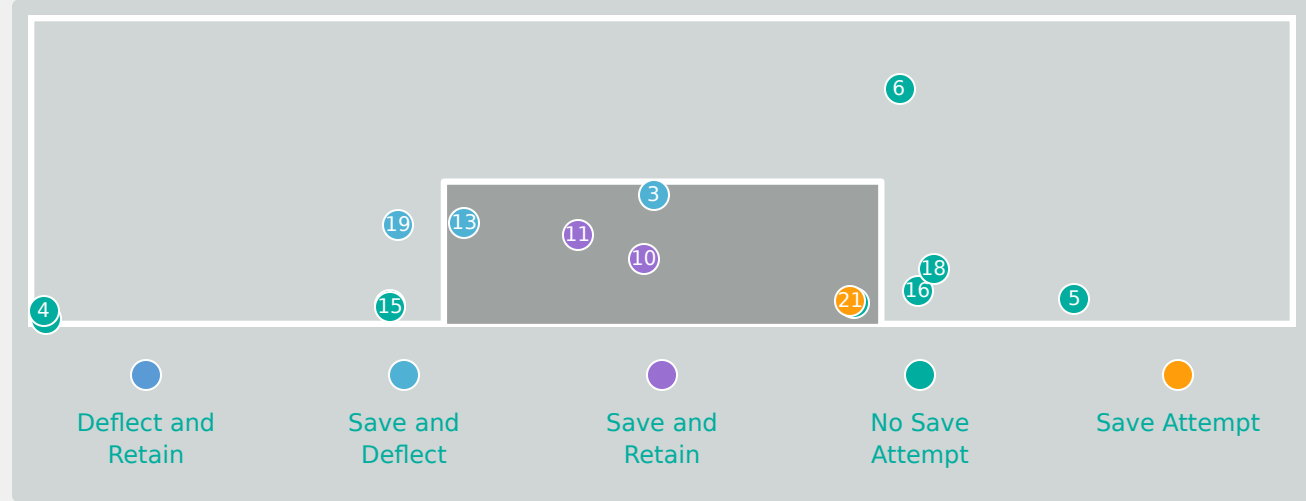 6
3
19 13
11
10
18
16
21
5
4
15
Deflect and
Retain
Save and
Deflect
Save and
Retain
No Save
Attempt
Save Attempt